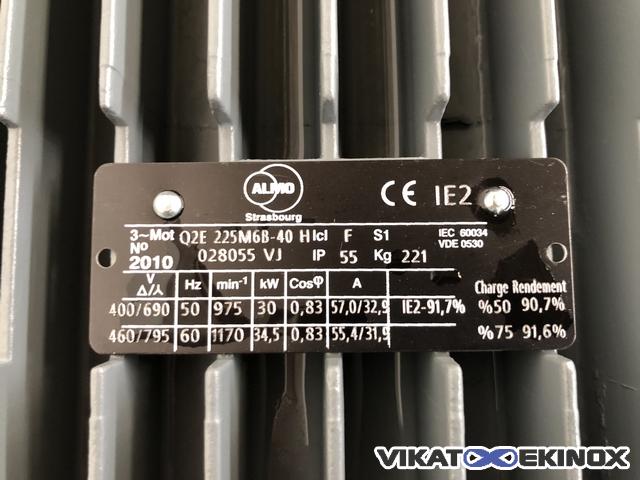 ALMO
Strasbourg
CE IE2
3~Mot Q2E 225M6B-40 H Icl F S1 IEC 60034
VDE 0530
No 2010 028055 VJ IP 55 Kg 221
V Δ/⅄ Hz min⁻¹ kW Cosφ A Charge Rendement
400/690 50 975 30 0,83 57,0/32,9 IE2-91,7% %50 90,7%
460/795 60 1170 34,5 0,83 55,4/31,9 %75 91,6%
VIKATOEKINOX